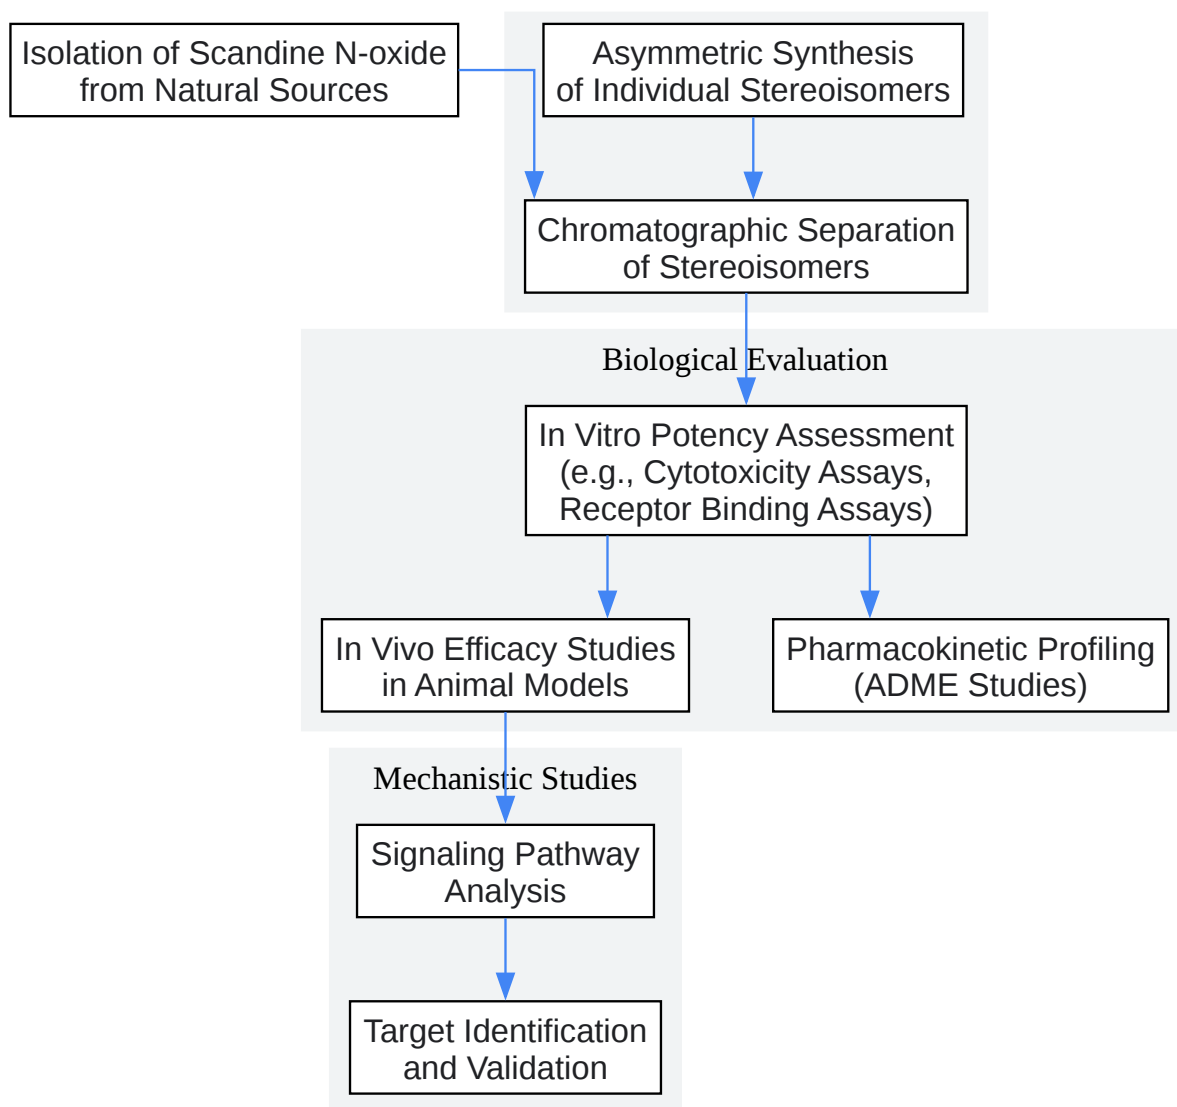 Isolation of Scandine N-oxide
from Natural Sources
Asymmetric Synthesis
of Individual Stereoisomers
Chromatographic Separation
of Stereoisomers
Biological Evaluation
In Vitro Potency Assessment
(e.g., Cytotoxicity Assays,
Receptor Binding Assays)
In Vivo Efficacy Studies
in Animal Models
Pharmacokinetic Profiling
(ADME Studies)
Mechanistic Studies
Signaling Pathway
Analysis
Target Identification
and Validation